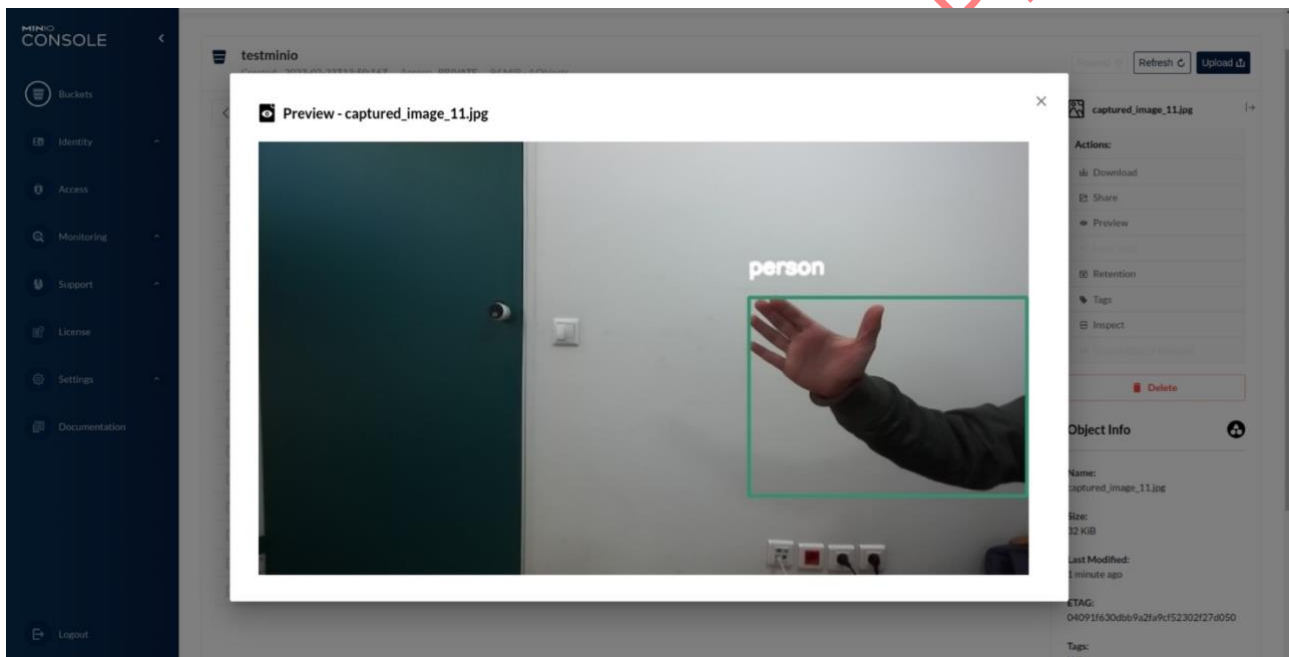 MINIO
CONSOLE
Buckets
Identity
Access
Monitoring
Support
License
Settings
Documentation
Logout
testminio
Refresh
Upload
Preview - captured_image_11.jpg
person
captured_image_11.jpg
Actions:
Download
Share
Preview
Retention
Tags
Inspect
Delete
Object Info
Name:
captured_image_11.jpg
Size:
32 KiB
Last Modified:
1 minute ago
ETAG:
04091f630dbb9a2fa9cf52302f27d050
Tags: